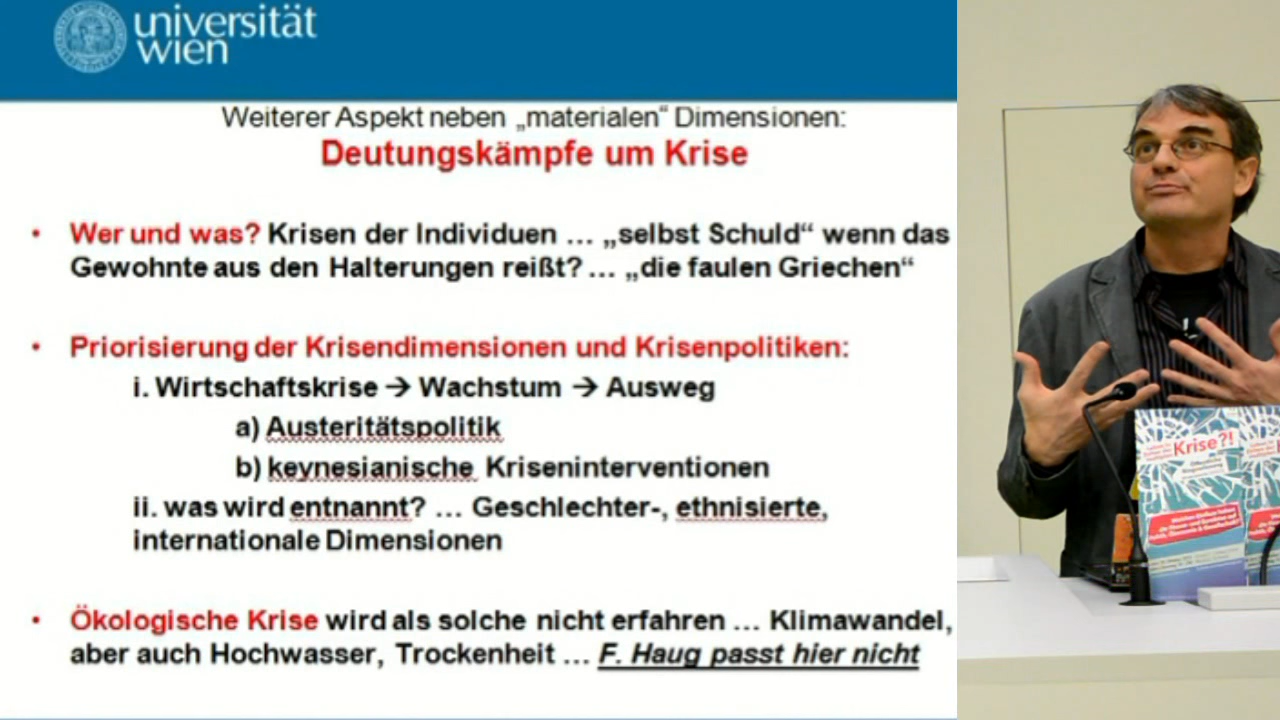 universität
wien
Weiterer Aspekt neben „materialen“ Dimensionen:
Deutungskämpfe um Krise
• Wer und was? Krisen der Individuen … „selbst Schuld“ wenn das
Gewohnte aus den Halterungen reißt? … „die faulen Griechen“
• Priorisierung der Krisendimensionen und Krisenpolitiken:
i. Wirtschaftskrise → Wachstum → Ausweg
a) Austeritätspolitik
b) keynesianische Kriseninterventionen
ii. was wird entnannt? … Geschlechter-, ethnisierte,
internationale Dimensionen
• Ökologische Krise wird als solche nicht erfahren … Klimawandel,
aber auch Hochwasser, Trockenheit … F. Haug passt hier nicht
Krise?!